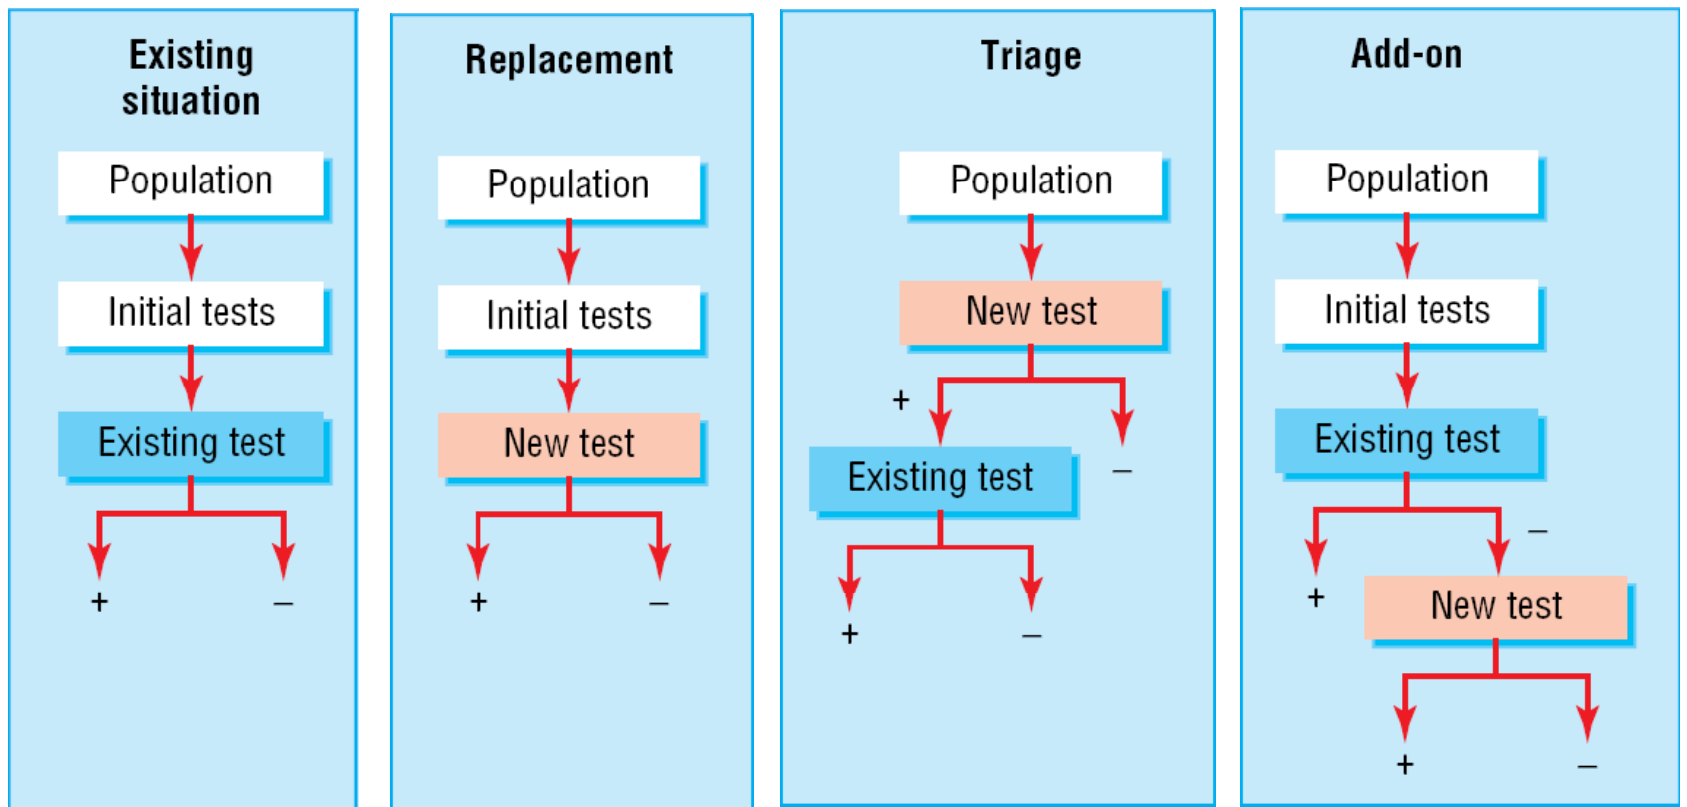 Existing
situation
Population
Initial tests
Existing test
+
–
Replacement
Population
Initial tests
New test
+
–
Triage
Population
New test
+
–
Existing test
+
–
Add-on
Population
Initial tests
Existing test
–
+
New test
+
–